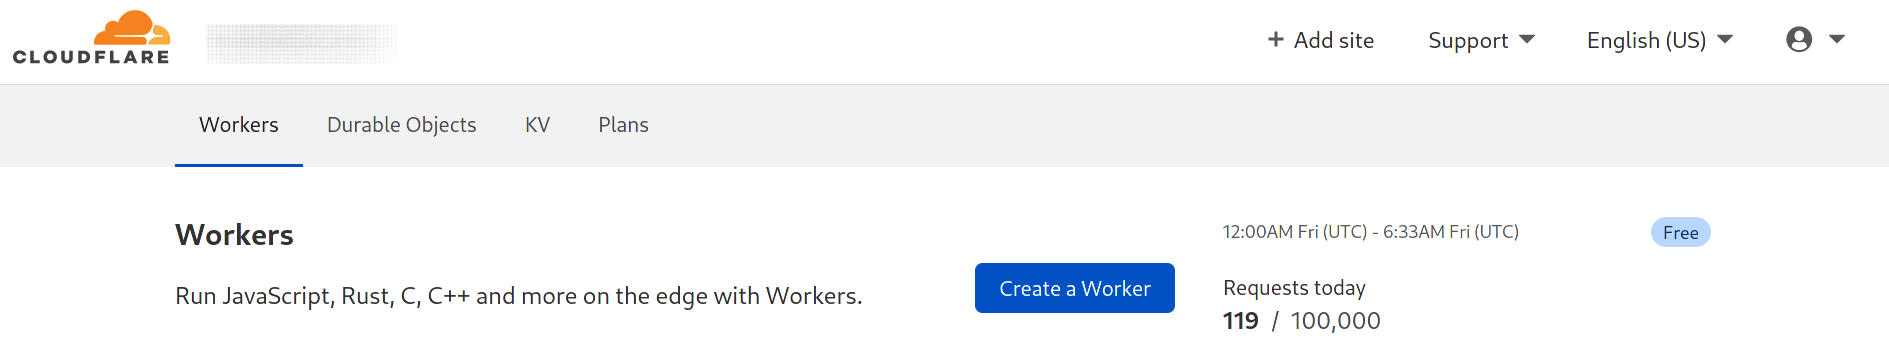 CLOUDFLARE
+ Add site
Support
English (US)
Workers
Durable Objects
KV
Plans
Workers
Run JavaScript, Rust, C, C++ and more on the edge with Workers.
Create a Worker
12:00AM Fri (UTC) - 6:33AM Fri (UTC)
Free
Requests today
119 / 100,000